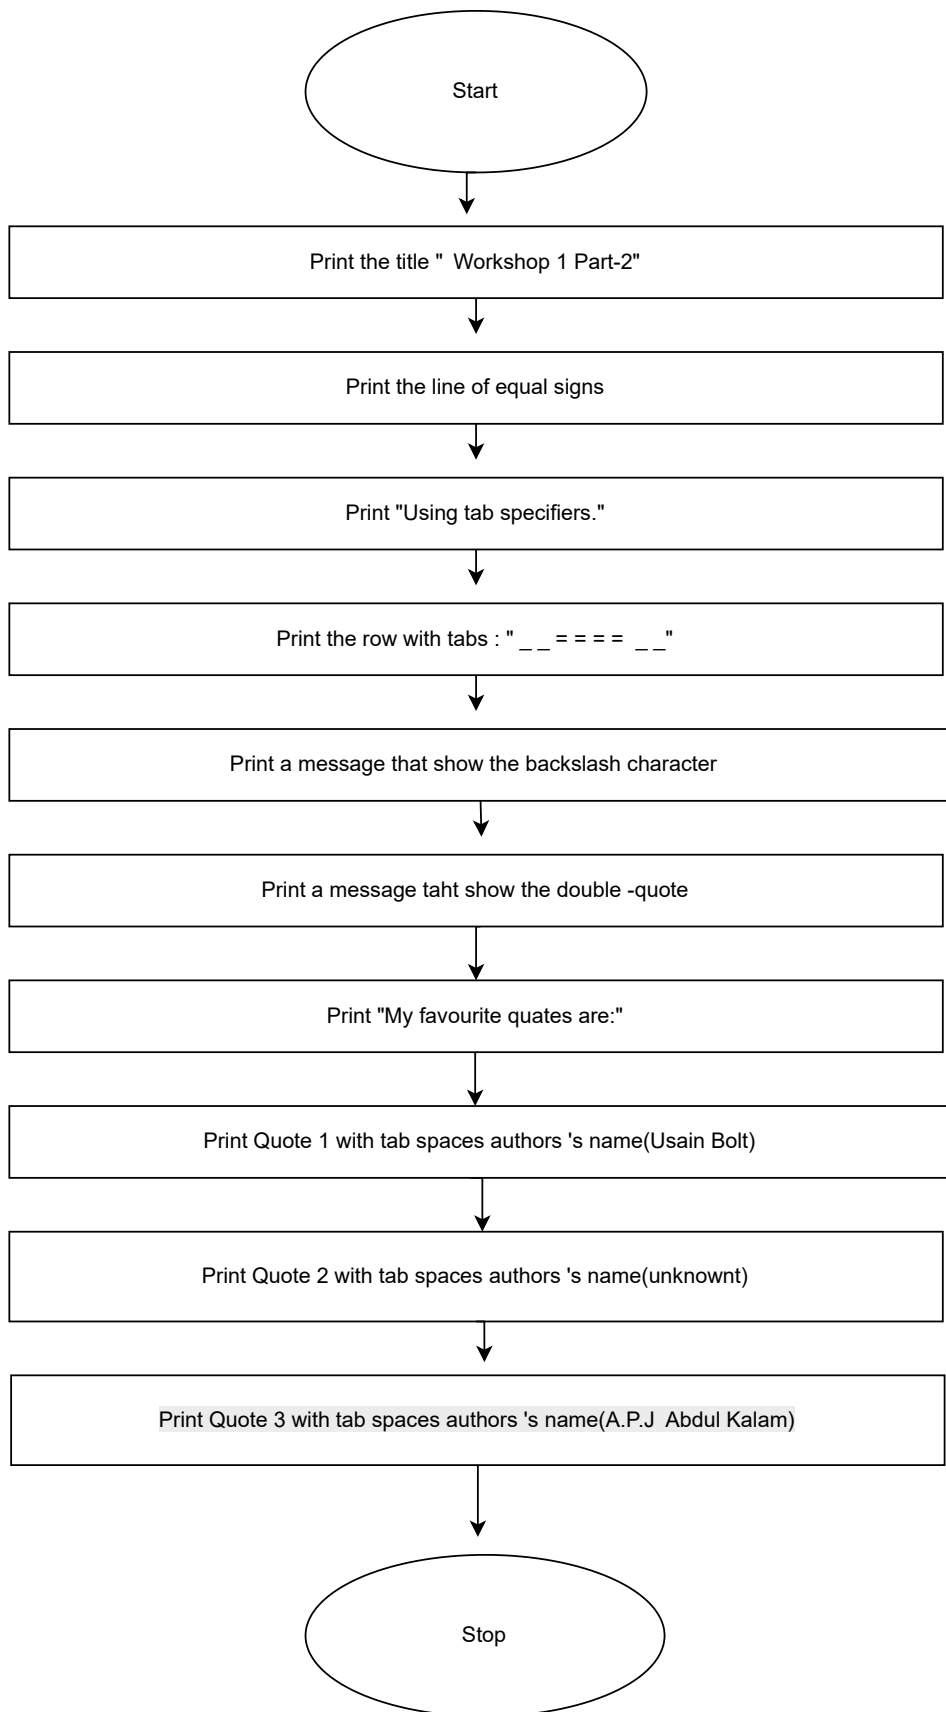 Start
Print the title "  Workshop 1 Part-2"
Print the line of equal signs
Print "Using tab specifiers."
Print the row with tabs : " _ _ = = = =  _ _"
Print a message that show the backslash character
Print a message taht show the double -quote
Print "My favourite quates are:"
Print Quote 1 with tab spaces authors 's name(Usain Bolt)
Print Quote 2 with tab spaces authors 's name(unknownt)
Print Quote 3 with tab spaces authors 's name(A.P.J  Abdul Kalam)
Stop